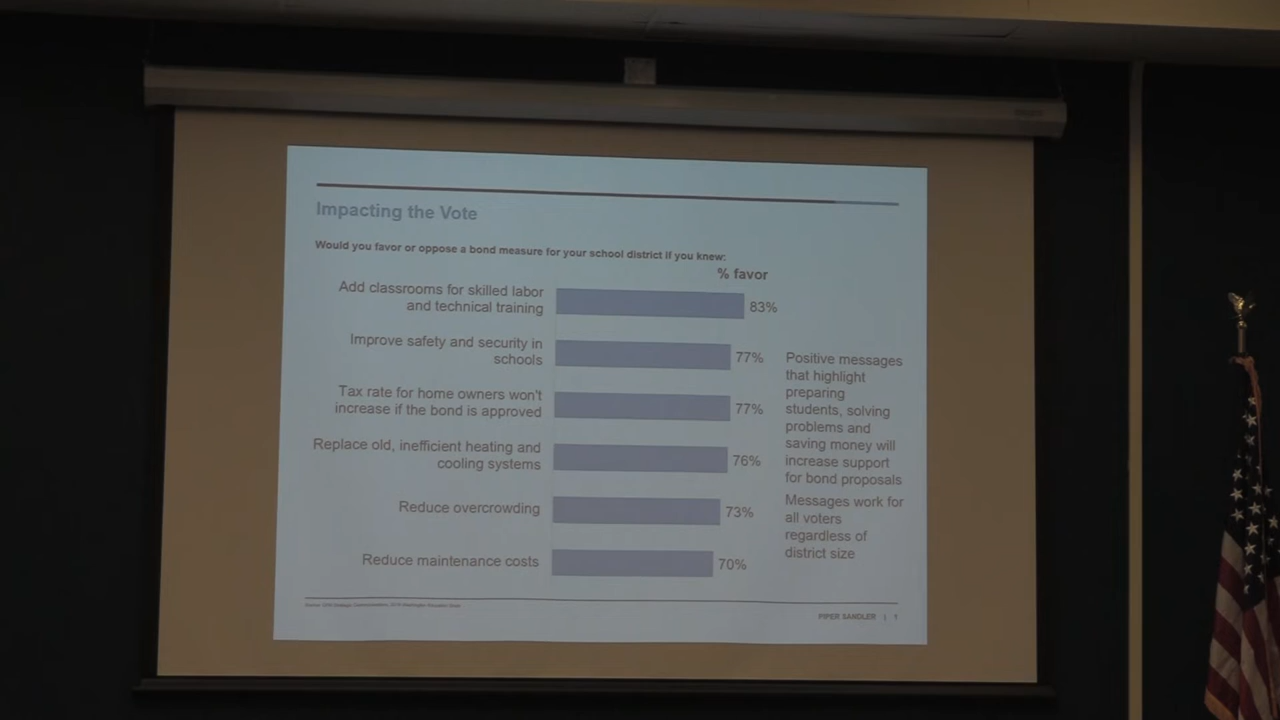 Impacting the Vote
Would you favor or oppose a bond measure for your school district if you knew:
% favor
Add classrooms for skilled labor
and technical training
83%
Improve safety and security in
schools
77%
Tax rate for home owners won't
increase if the bond is approved
77%
Replace old, inefficient heating and
cooling systems
76%
Reduce overcrowding
73%
Reduce maintenance costs
70%
Positive messages
that highlight
preparing
students, solving
problems and
saving money will
increase support
for bond proposals
Messages work for
all voters
regardless of
district size
PIPER SANDLER | 1